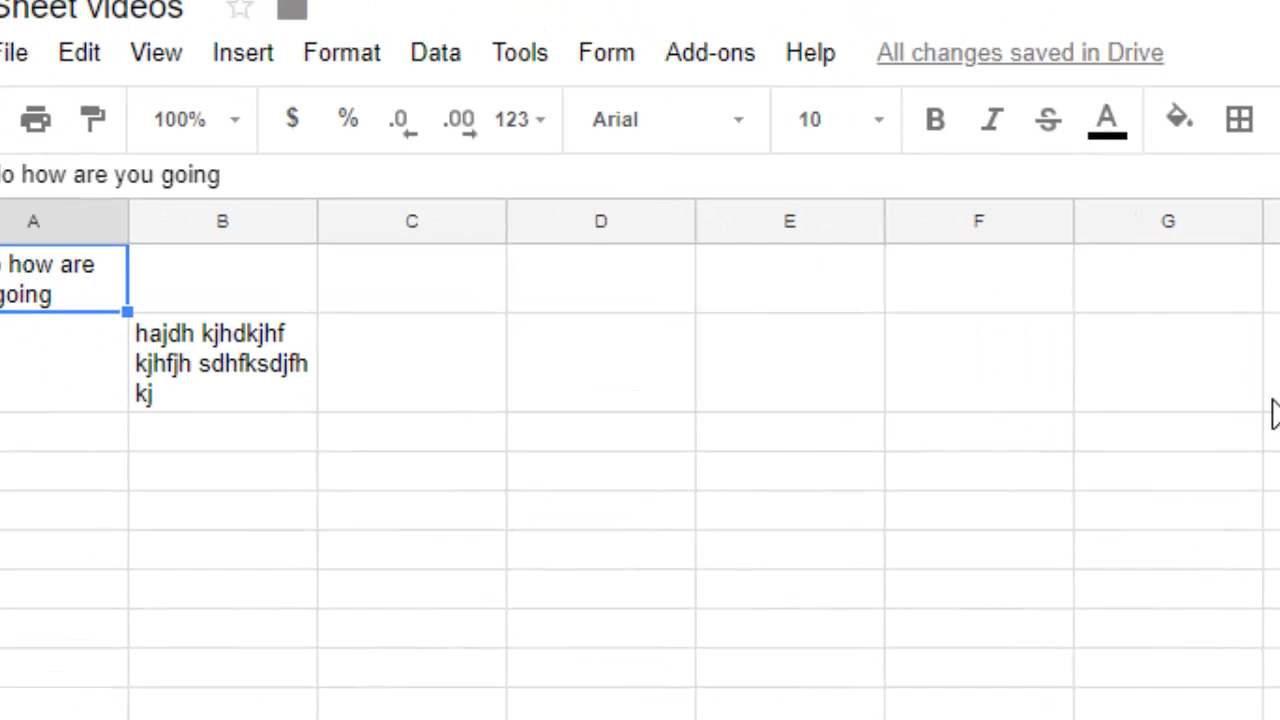 Sheet videos
File Edit View Insert Format Data Tools Form Add-ons Help All changes saved in Drive
100% $ % .0 .00 123 Arial 10 B I S A
how are you going
A B C D E F G
how are
going
hajdh kjhdkjhf
kjhfjh sdhfksdjfh
kj